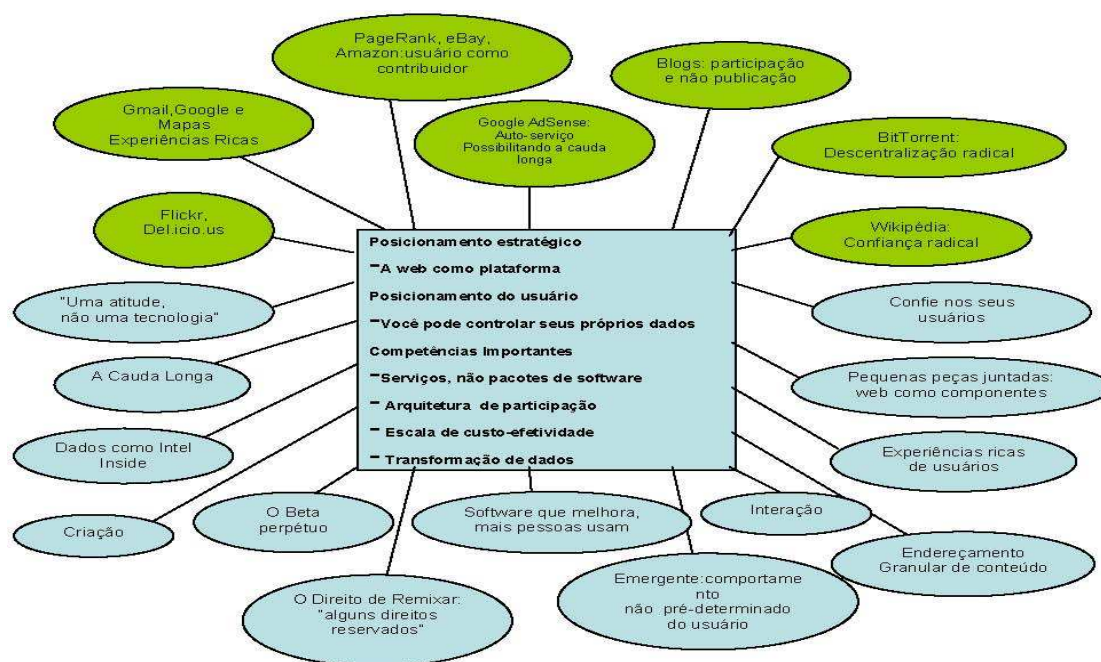 PageRank, eBay,
Amazon:usuário como
contribuidor
Blogs: participação
e não publicação
Gmail,Google e
Mapas
Experiências Ricas
Google AdSense:
Auto-serviço
Possibilitando a cauda
longa
BitTorrent:
Descentralização radical
Flickr,
Del.icio.us
Wikipédia:
Confiança radical
Posicionamento estratégico
-A web como plataforma
Posicionamento do usuário
-Você pode controlar seus próprios dados
Competências Importantes
-Serviços, não pacotes de software
- Arquitetura de participação
- Escala de custo-efetividade
- Transformação de dados
"Uma atitude,
não uma tecnologia"
Confie nos seus
usuários
A Cauda Longa
Pequenas peças juntadas:
web como componentes
Dados como Intel
Inside
Experiências ricas
de usuários
Criação
O Beta
perpétuo
Software que melhora,
mais pessoas usam
Interação
Endereçamento
Granular de conteúdo
O Direito de Remixar:
"alguns direitos
reservados"
Emergente:comportame
nto
não pré-determinado
do usuário